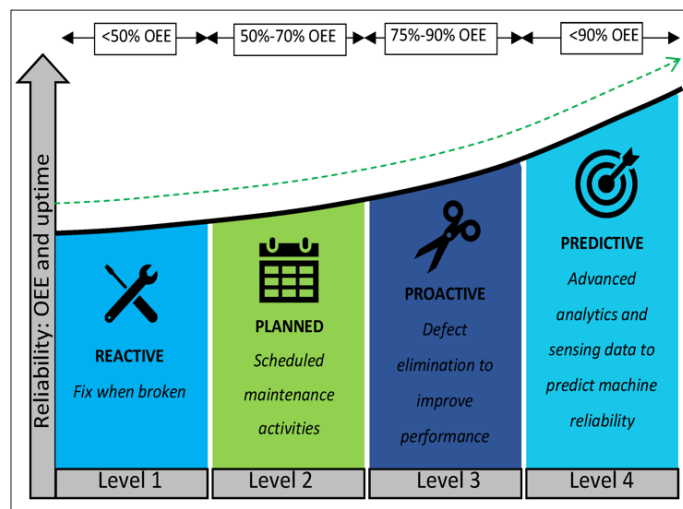 <50% OEE
50%-70% OEE
75%-90% OEE
<90% OEE
Reliability: OEE and uptime
REACTIVE
Fix when broken
PLANNED
Scheduled
maintenance
activities
PROACTIVE
Defect
elimination to
improve
performance
PREDICTIVE
Advanced
analytics and
sensing data to
predict machine
reliability
Level 1
Level 2
Level 3
Level 4